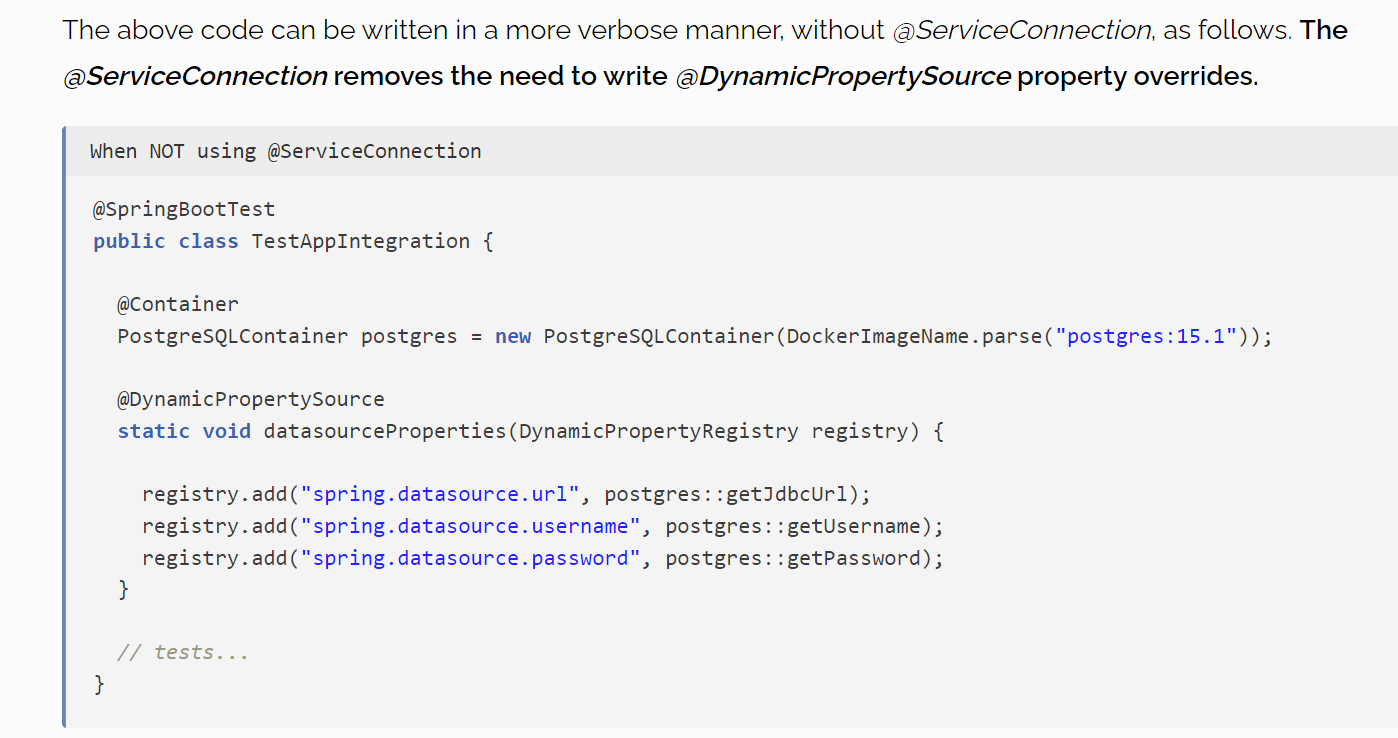 The above code can be written in a more verbose manner, without @ServiceConnection, as follows. The
@ServiceConnection removes the need to write @DynamicPropertySource property overrides.
When NOT using @ServiceConnection
@SpringBootTest
public class TestAppIntegration {
@Container
PostgreSQLContainer postgres = new PostgreSQLContainer(DockerImageName.parse("postgres:15.1"));
@DynamicPropertySource
static void datasourceProperties(DynamicPropertyRegistry registry) {
registry.add("spring.datasource.url", postgres::getJdbcUrl);
registry.add("spring.datasource.username", postgres::getUsername);
registry.add("spring.datasource.password", postgres::getPassword);
}
// tests...
}